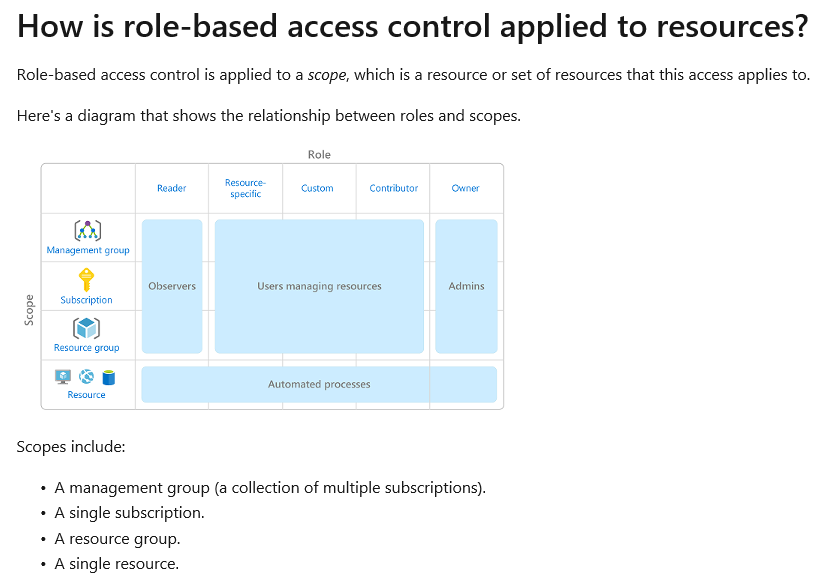 How is role-based access control applied to resources?
Role-based access control is applied to a scope, which is a resource or set of resources that this access applies to.
Here's a diagram that shows the relationship between roles and scopes.
Role
Reader
Resource-
specific
Custom
Contributor
Owner
Scope
Management group
Subscription
Resource group
Resource
Observers
Users managing resources
Admins
Automated processes
Scopes include:
• A management group (a collection of multiple subscriptions).
• A single subscription.
• A resource group.
• A single resource.